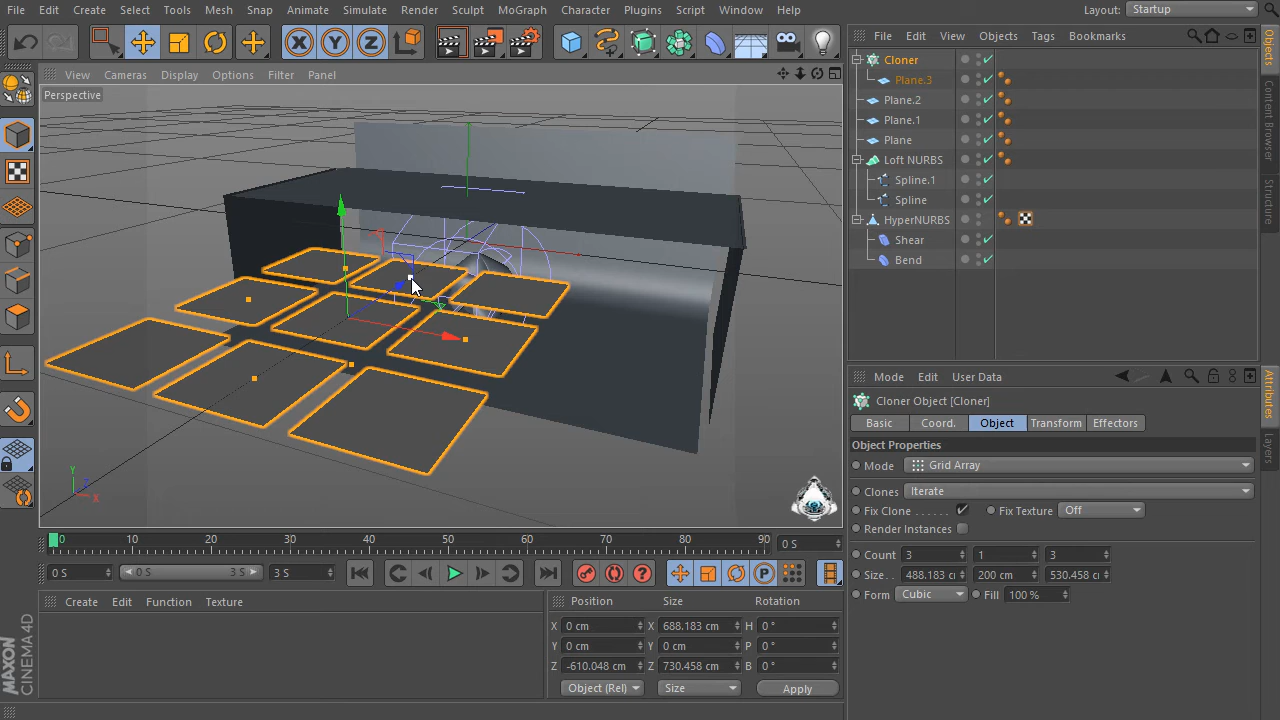 File Edit Create Select Tools Mesh Snap Animate Simulate Render Sculpt MoGraph Character Plugins Script Window Help
Layout: Startup
View Cameras Display Options Filter Panel
Perspective
Y
Z
X
File Edit View Objects Tags Bookmarks
Cloner
Plane.3
Plane.2
Plane.1
Plane
Loft NURBS
Spline.1
Spline
HyperNURBS
Shear
Bend
Objects
Content Browser
Structure
Mode Edit User Data
Cloner Object [Cloner]
Basic Coord. Object Transform Effectors
Object Properties
Mode Grid Array
Clones Iterate
Fix Clone . . . . . . Fix Texture Off
Render Instances
Count 3 1 3
Size. . 488.183 cm 200 cm 530.458 cm
Form Cubic Fill 100 %
Attributes
Layers
0 10 20 30 40 50 60 70 80 90 0 S
0 S 0 S 3 S 3 S
Create Edit Function Texture
Position Size Rotation
X 0 cm X 688.183 cm H 0 °
Y 0 cm Y 0 cm P 0 °
Z -610.048 cm Z 730.458 cm B 0 °
Object (Rel) Size Apply
MAXON
CINEMA 4D